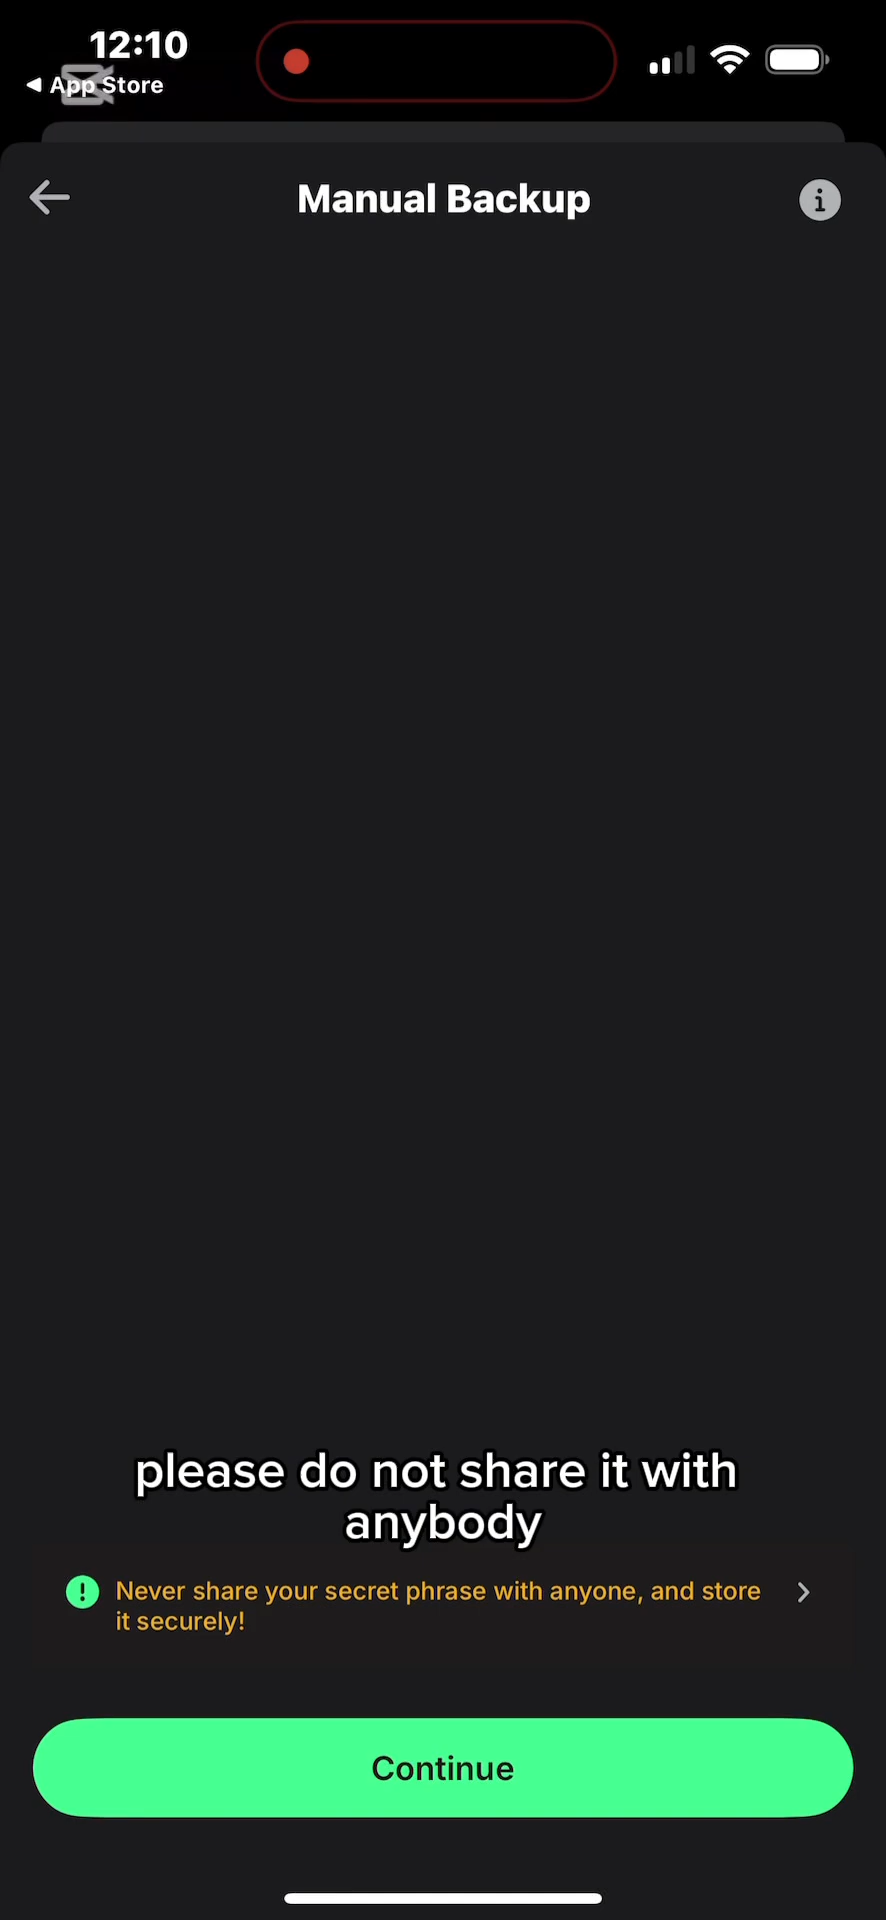 12:10
◀ App Store
Manual Backup
please do not share it with
anybody
Never share your secret phrase with anyone, and store
it securely!
Continue